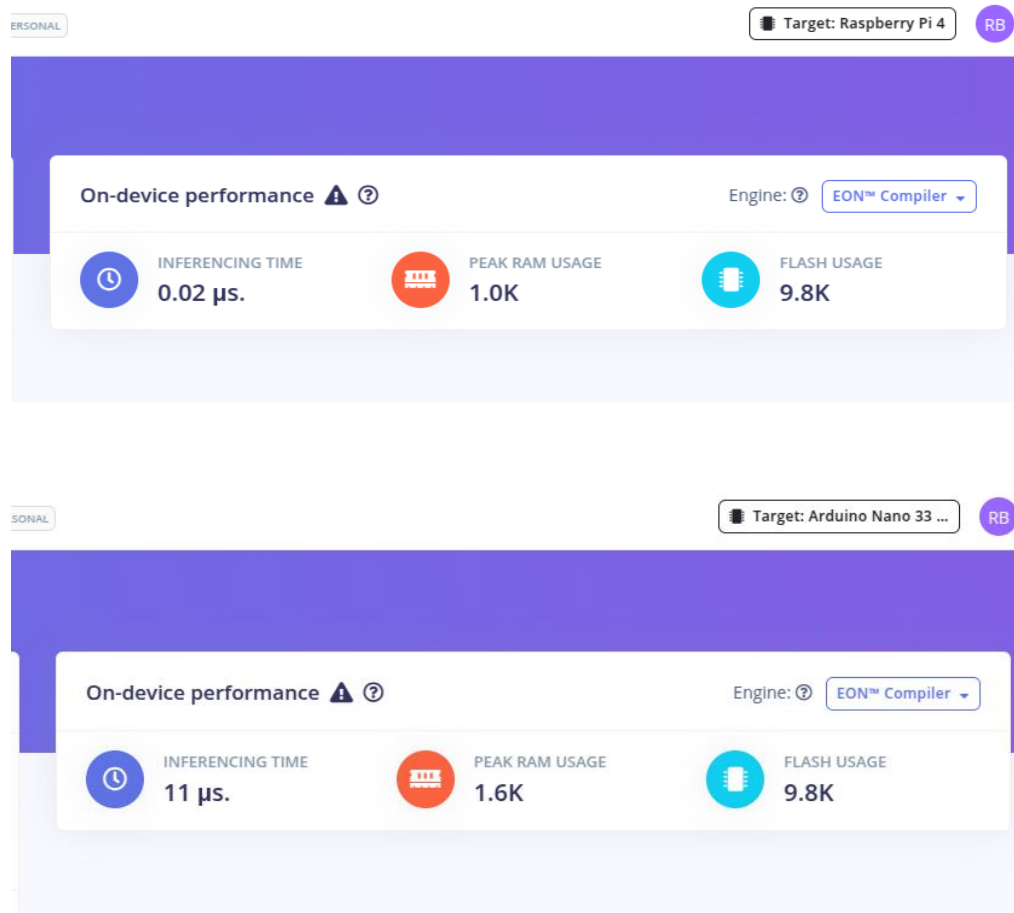 ERSONAL
Target: Raspberry Pi 4
RB
On-device performance
Engine:
EON™ Compiler
INFERENCING TIME
0.02 µs.
PEAK RAM USAGE
1.0K
FLASH USAGE
9.8K
SONAL
Target: Arduino Nano 33 ...
RB
On-device performance
Engine:
EON™ Compiler
INFERENCING TIME
11 µs.
PEAK RAM USAGE
1.6K
FLASH USAGE
9.8K